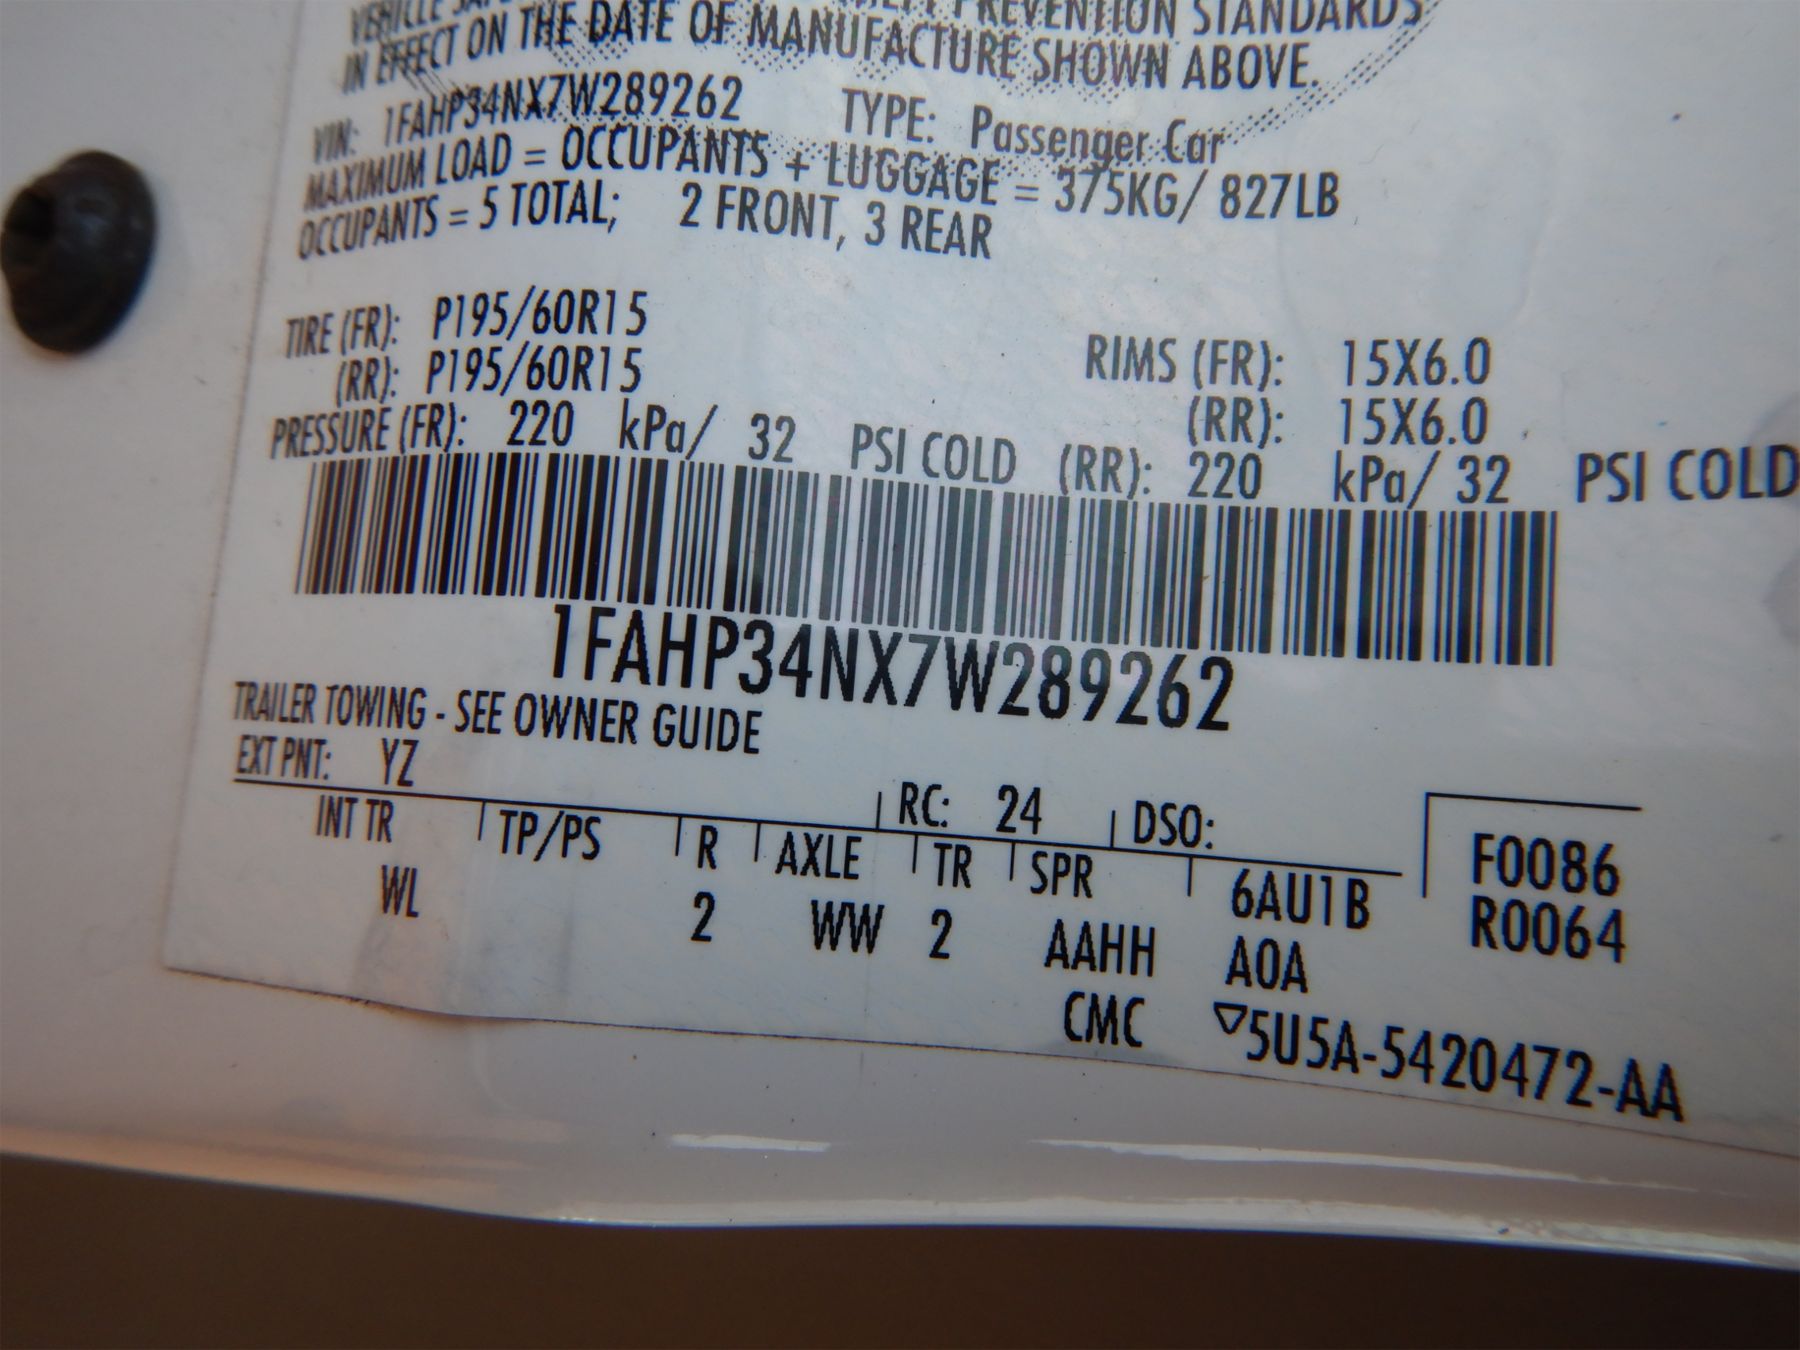 VEHICLE SAFETY PREVENTION STANDARDS
IN EFFECT ON THE DATE OF MANUFACTURE SHOWN ABOVE.
VIN: 1FAHP34NX7W289262 TYPE: Passenger Car
MAXIMUM LOAD = OCCUPANTS + LUGGAGE = 375KG/ 827LB
OCCUPANTS = 5 TOTAL; 2 FRONT, 3 REAR
TIRE (FR): P195/60R15 RIMS (FR): 15X6.0
(RR): P195/60R15 (RR): 15X6.0
PRESSURE (FR): 220 kPa/ 32 PSI COLD (RR): 220 kPa/ 32 PSI COLD
1FAHP34NX7W289262
TRAILER TOWING - SEE OWNER GUIDE
EXT PNT: YZ RC: 24 DSO:
INT TR TP/PS R AXLE TR SPR 6AU1B F0086
WL 2 WW 2 AAHH A0A R0064
CMC ▽5U5A-5420472-AA